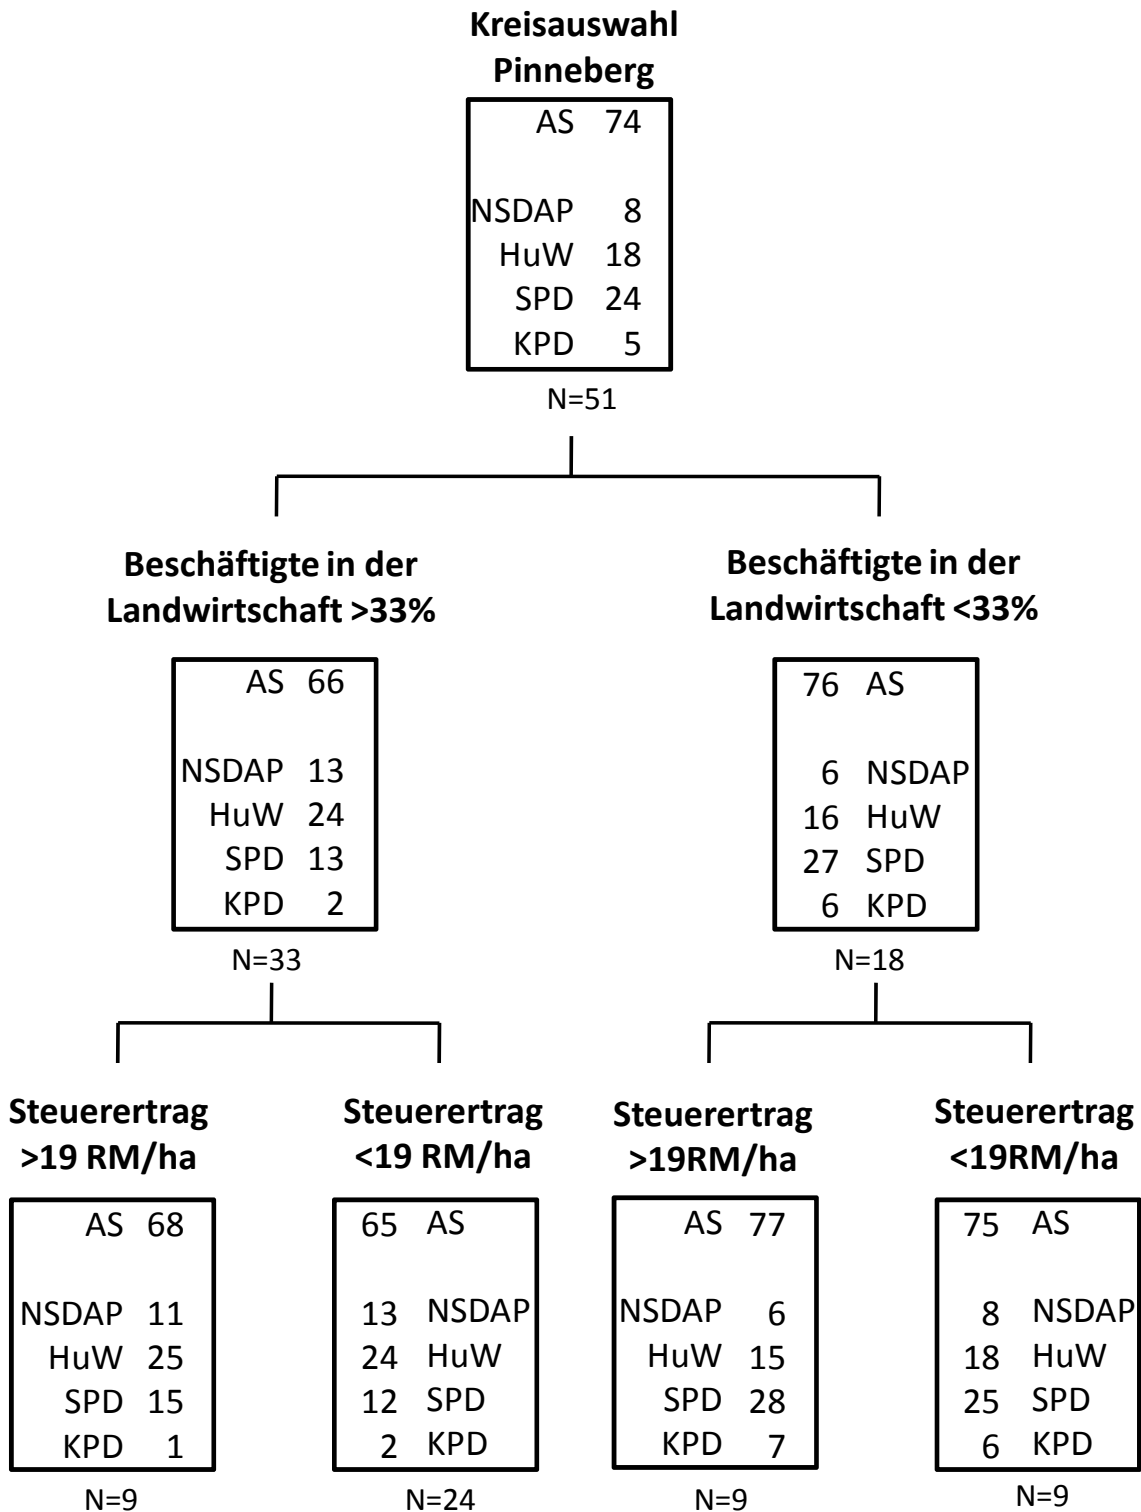 Kreisauswahl
Pinneberg
AS 74
NSDAP 8
HuW 18
SPD 24
KPD 5
N=51
Beschäftigte in der
Landwirtschaft >33%
AS 66
NSDAP 13
HuW 24
SPD 13
KPD 2
N=33
Beschäftigte in der
Landwirtschaft <33%
76 AS
6 NSDAP
16 HuW
27 SPD
6 KPD
N=18
Steuerertrag
>19 RM/ha
AS 68
NSDAP 11
HuW 25
SPD 15
KPD 1
N=9
Steuerertrag
<19 RM/ha
65 AS
13 NSDAP
24 HuW
12 SPD
2 KPD
N=24
Steuerertrag
>19RM/ha
AS 77
NSDAP 6
HuW 15
SPD 28
KPD 7
N=9
Steuerertrag
<19RM/ha
75 AS
8 NSDAP
18 HuW
25 SPD
6 KPD
N=9